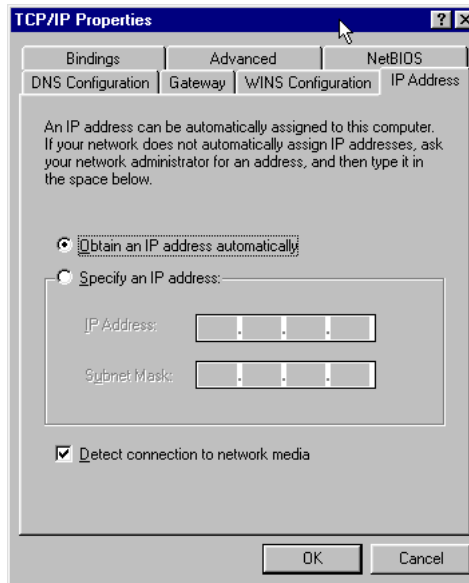 TCP/IP Properties
Bindings Advanced NetBIOS
DNS Configuration Gateway WINS Configuration IP Address
An IP address can be automatically assigned to this computer.
If your network does not automatically assign IP addresses, ask
your network administrator for an address, and then type it in
the space below.
Obtain an IP address automatically
Specify an IP address:
IP Address:
Subnet Mask:
Detect connection to network media
OK Cancel